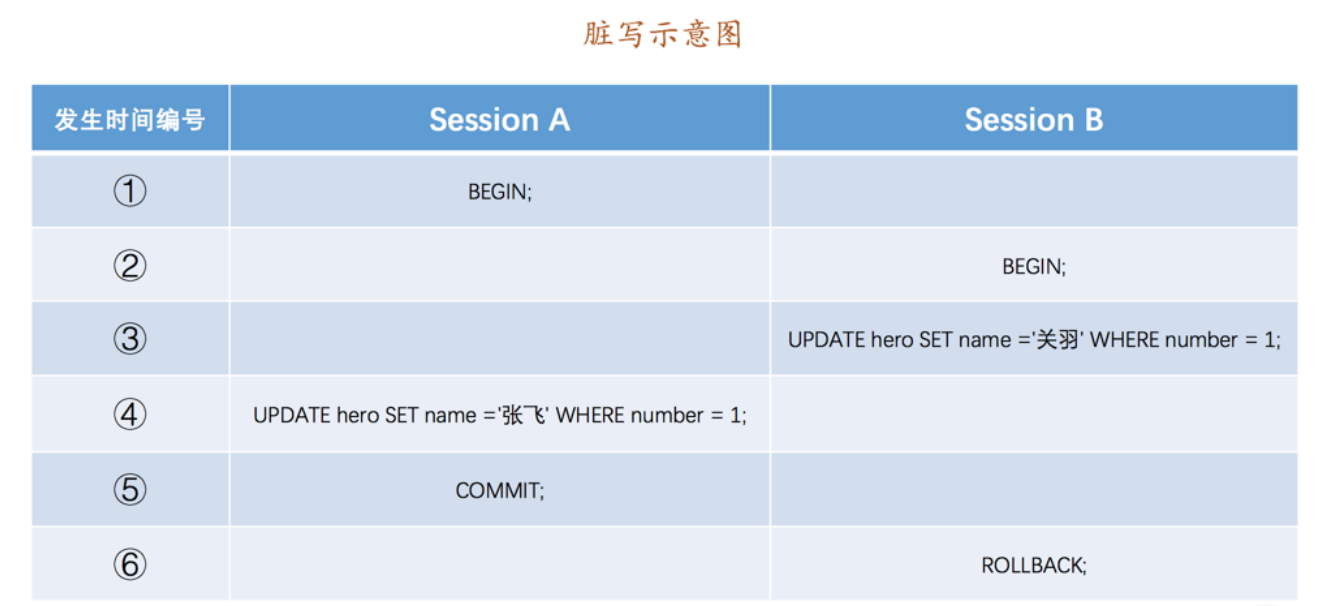 脏写示意图
发生时间编号 Session A Session B
① BEGIN;
② BEGIN;
③ UPDATE hero SET name ='关羽' WHERE number = 1;
④ UPDATE hero SET name ='张飞' WHERE number = 1;
⑤ COMMIT;
⑥ ROLLBACK;